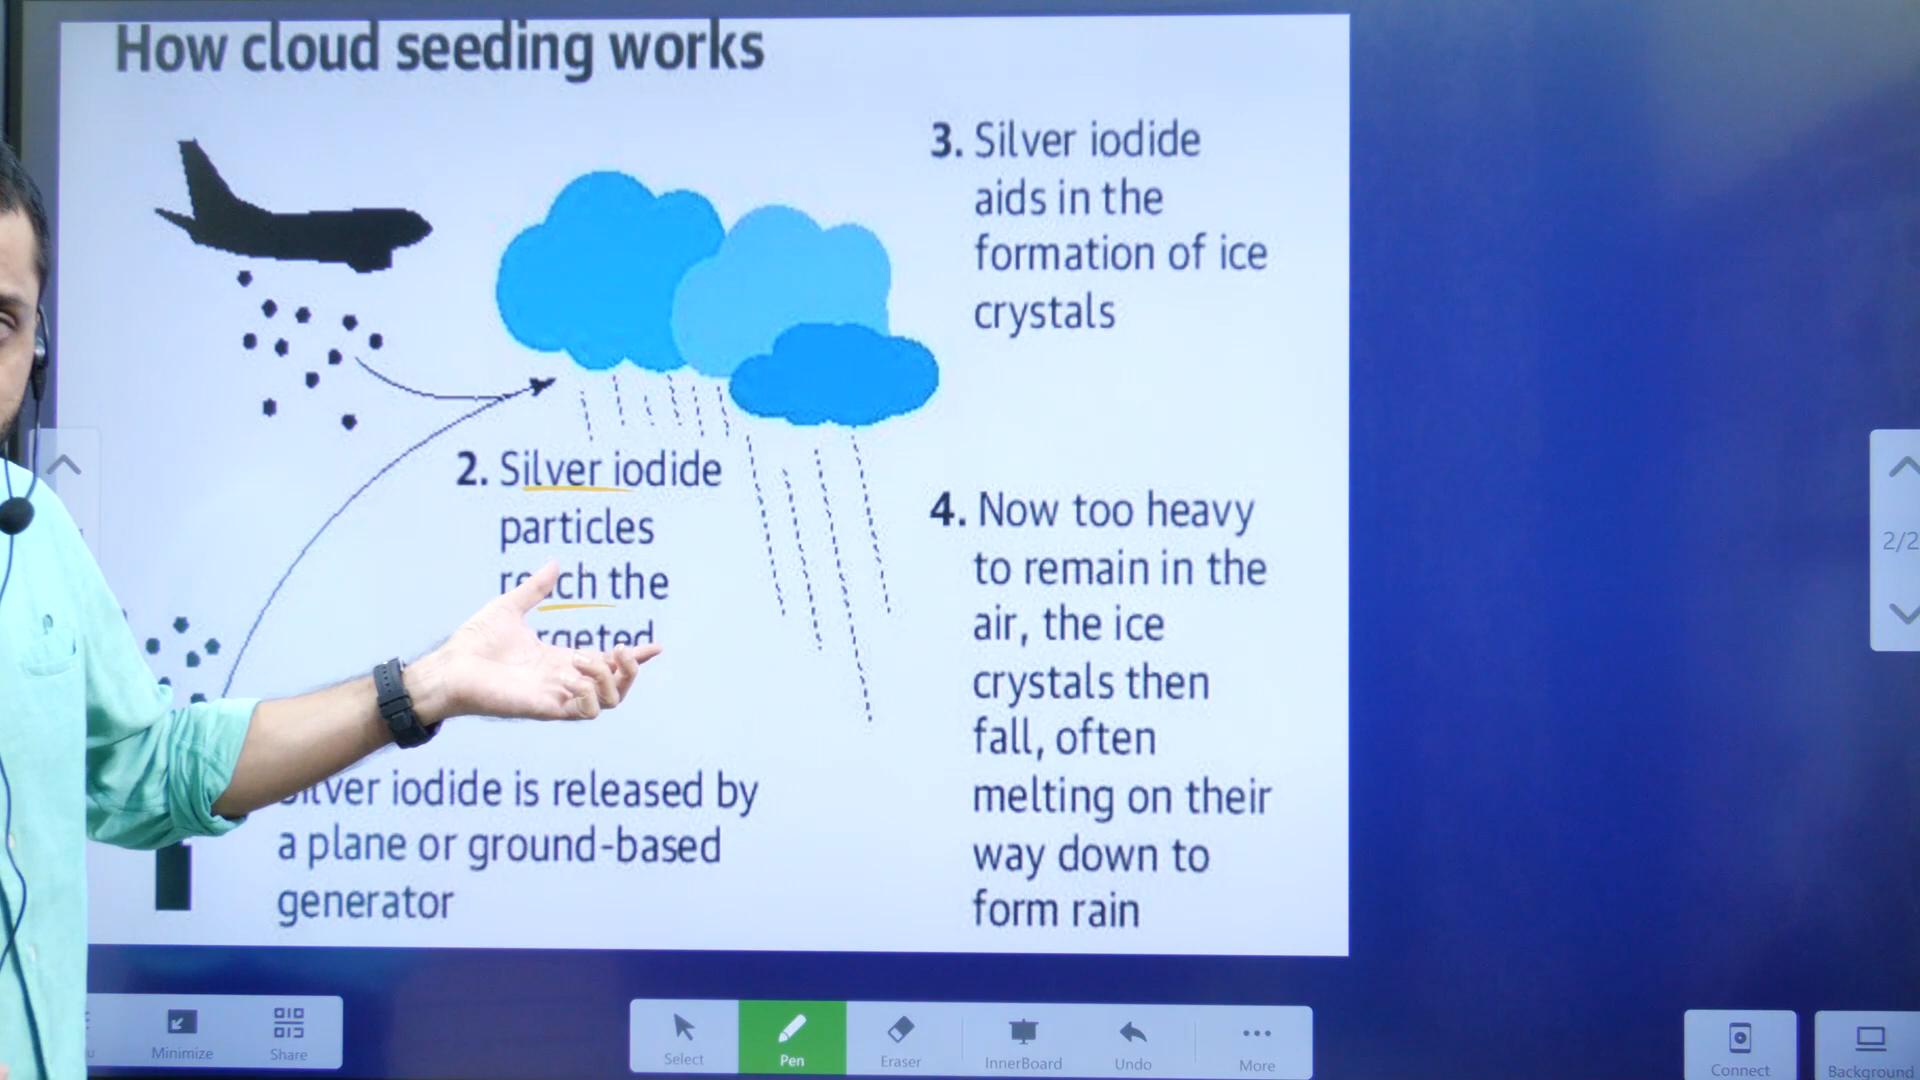 How cloud seeding works
3. Silver iodide
aids in the
formation of ice
crystals
2. Silver iodide
particles
the
4. Now too heavy
to remain in the
air, the ice
crystals then
fall, often
melting on their
way down to
form rain
iodide is released by
a plane or ground-based
generator
2/2
Minimize
Share
Select
Pen
Eraser
InnerBoard
Undo
More
Connect
Background